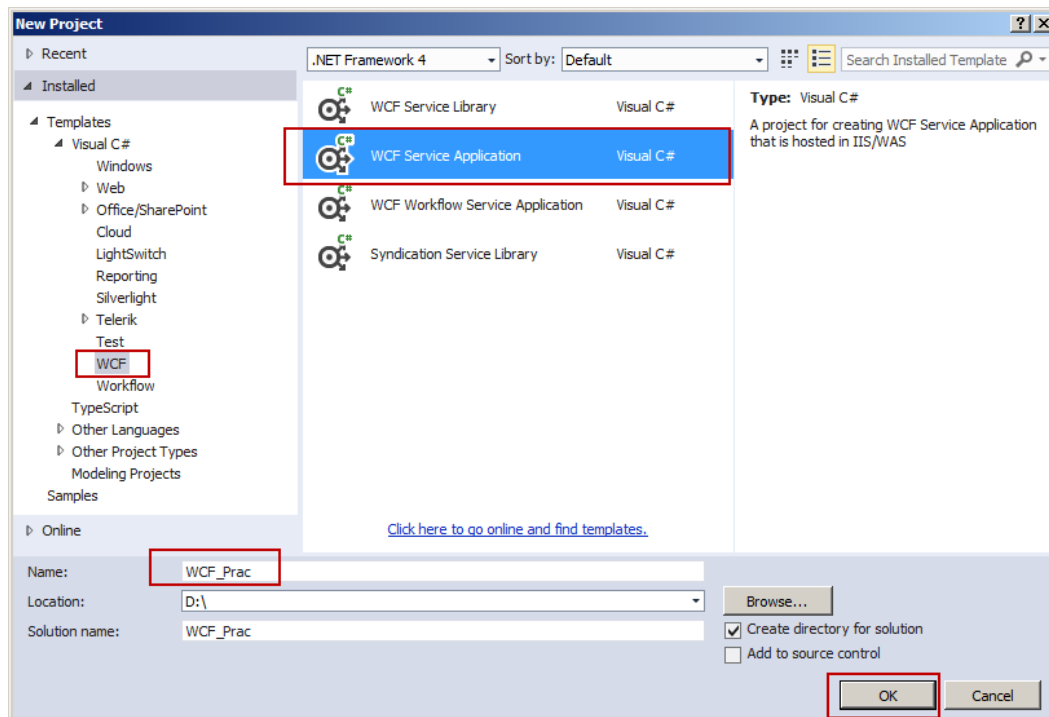 New Project
Recent
.NET Framework 4
Sort by:
Default
Search Installed Template
Installed
Templates
Visual C#
Windows
Web
Office/SharePoint
Cloud
LightSwitch
Reporting
Silverlight
Telerik
Test
WCF
Workflow
TypeScript
Other Languages
Other Project Types
Modeling Projects
Samples
Online
C#
WCF Service Library
Visual C#
C#
WCF Service Application
Visual C#
C#
WCF Workflow Service Application
Visual C#
C#
Syndication Service Library
Visual C#
Click here to go online and find templates.
Type: Visual C#
A project for creating WCF Service Application
that is hosted in IIS/WAS
Name:
WCF_Prac
Location:
D:\
Browse...
Solution name:
WCF_Prac
Create directory for solution
Add to source control
OK
Cancel